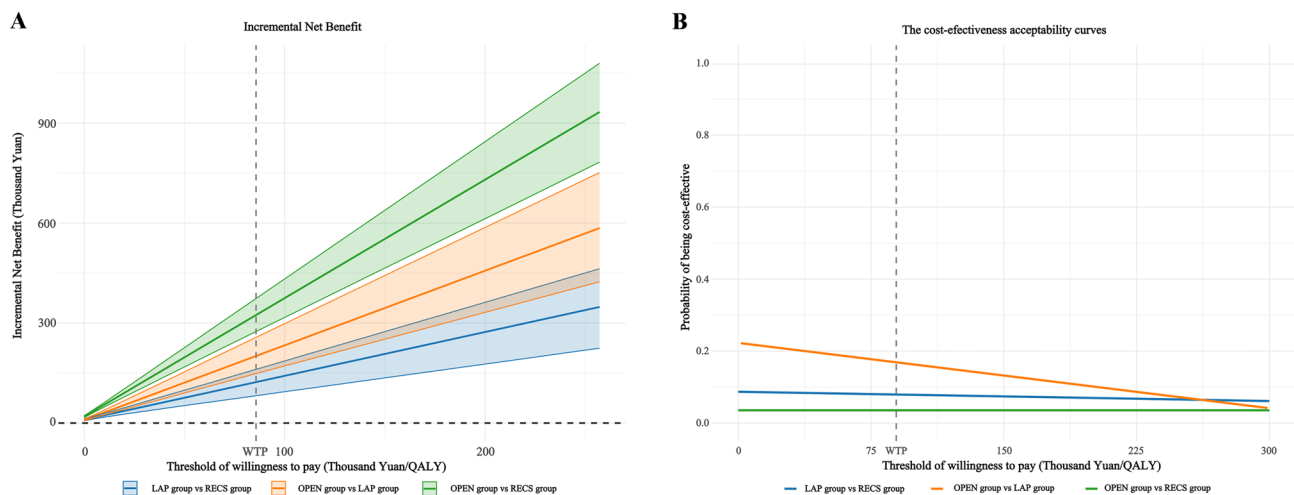 A
Incremental Net Benefit
Incremental Net Benefit (Thousand Yuan)
900
600
300
0
0
WTP
100
200
Threshold of willingness to pay (Thousand Yuan/QALY)
LAP group vs RECS group
OPEN group vs LAP group
OPEN group vs RECS group
B
The cost-efectiveness acceptability curves
Probability of being cost-effective
1.0
0.8
0.6
0.4
0.2
0.0
0
75
WTP
150
225
300
Threshold of willingness to pay (Thousand Yuan/QALY)
LAP group vs RECS group
OPEN group vs LAP group
OPEN group vs RECS group